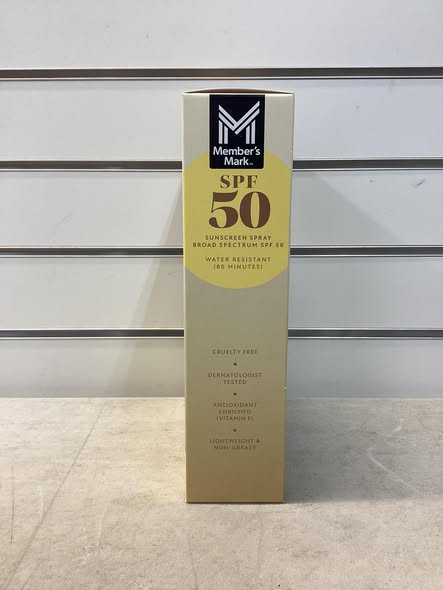 Member's
Mark™
SPF
50
SUNSCREEN SPRAY
BROAD SPECTRUM SPF 50
WATER RESISTANT
(80 MINUTES)
CRUELTY FREE
DERMATOLOGIST
TESTED
ANTIOXIDANT
ENRICHED
(VITAMIN E)
LIGHTWEIGHT &
NON-GREASY